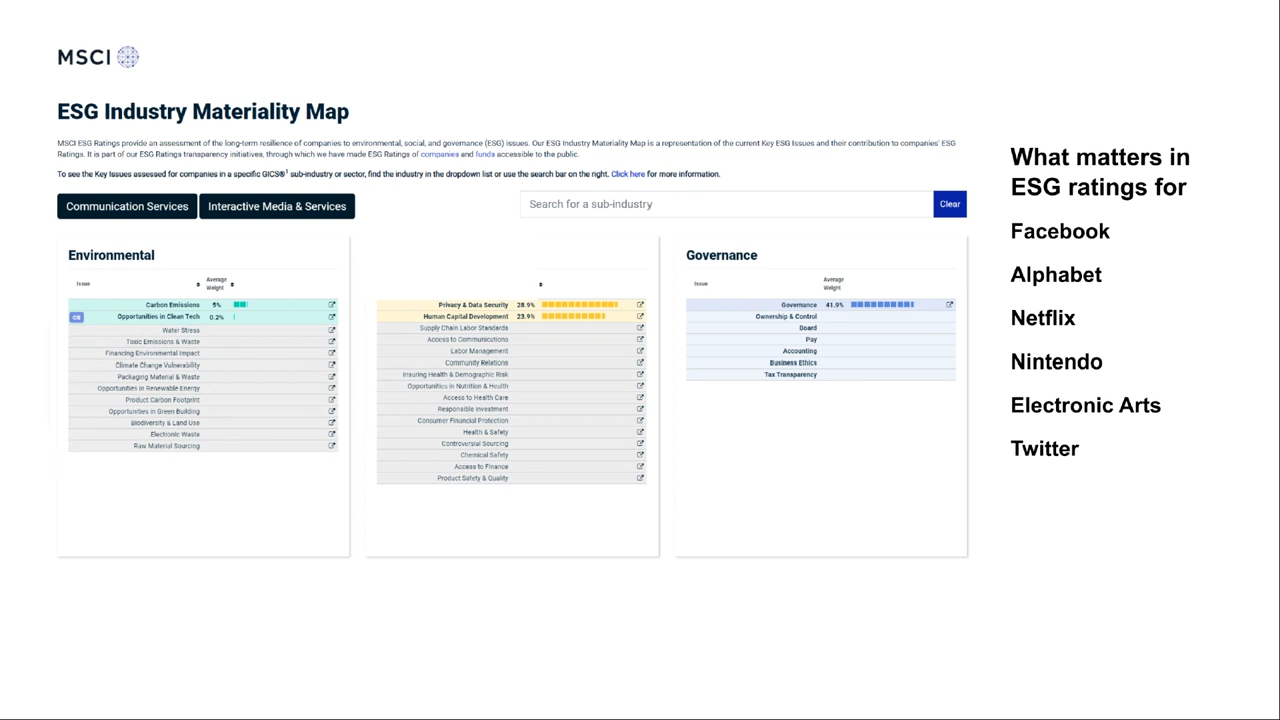 MSCI
ESG Industry Materiality Map
MSCI ESG Ratings provide an assessment of the long-term resilience of companies to environmental, social, and governance (ESG) issues. Our ESG Industry Materiality Map is a representation of the current Key ESG Issues and their contribution to companies' ESG
Ratings. It is part of our ESG Ratings transparency initiatives, through which we have made ESG Ratings of companies and funds accessible to the public.
To see the Key Issues assessed for companies in a specific GICS®1 sub-industry or sector, find the industry in the dropdown list or use the search bar on the right. Click here for more information.
Communication Services
Interactive Media & Services
Search for a sub-industry
Clear
Environmental
Issue
Average
Weight
Carbon Emissions 5%
CS Opportunities in Clean Tech 0.2%
Water Stress
Toxic Emissions & Waste
Financing Environmental Impact
Climate Change Vulnerability
Packaging Material & Waste
Opportunities in Renewable Energy
Product Carbon Footprint
Opportunities in Green Building
Biodiversity & Land Use
Electronic Waste
Raw Material Sourcing
Privacy & Data Security 28.9%
Human Capital Development 23.9%
Supply Chain Labor Standards
Access to Communications
Labor Management
Community Relations
Insuring Health & Demographic Risk
Opportunities in Nutrition & Health
Access to Health Care
Responsible Investment
Consumer Financial Protection
Health & Safety
Controversial Sourcing
Chemical Safety
Access to Finance
Product Safety & Quality
Governance
Issue
Average
Weight
Governance 41.9%
Ownership & Control
Board
Pay
Accounting
Business Ethics
Tax Transparency
What matters in
ESG ratings for
Facebook
Alphabet
Netflix
Nintendo
Electronic Arts
Twitter